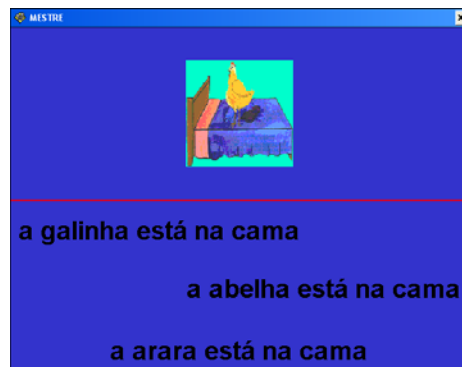 MESTRE
a galinha está na cama
a abelha está na cama
a arara está na cama